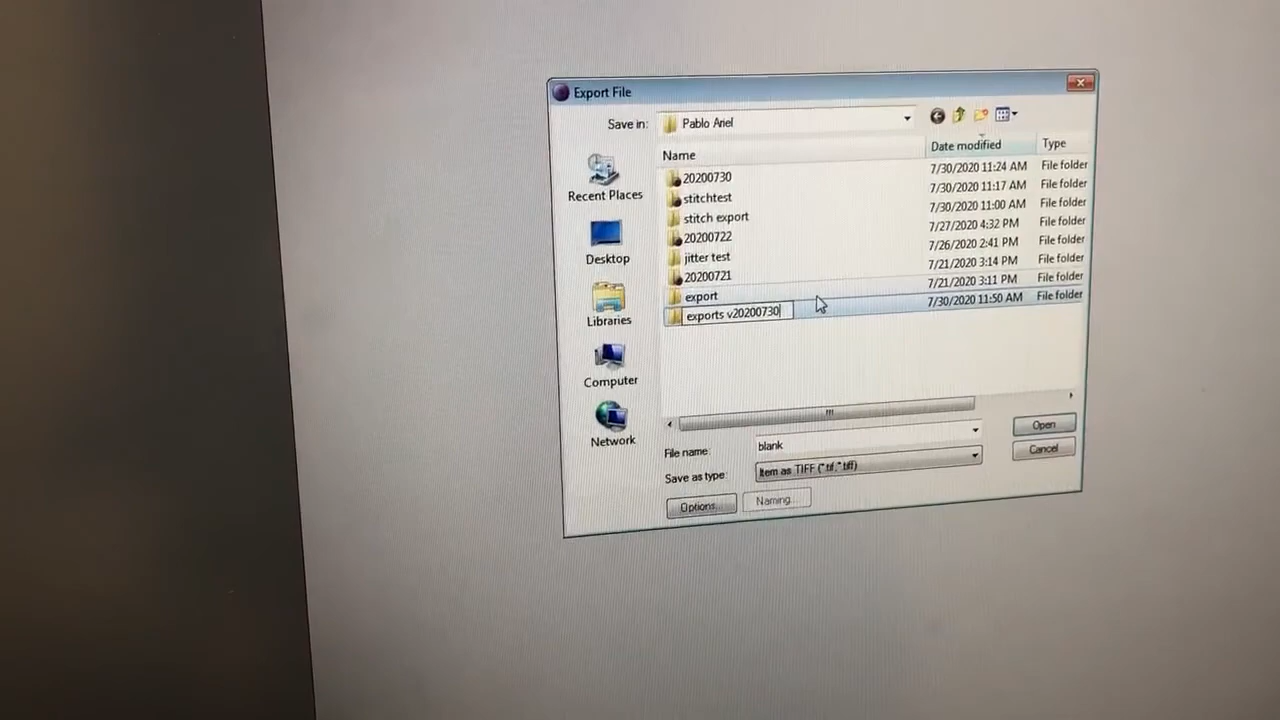 Export File
Save in: Pablo Ariel
Name Date modified Type
20200730 7/30/2020 11:24 AM File folder
stitchtest 7/30/2020 11:17 AM File folder
stitch export 7/30/2020 11:00 AM File folder
20200722 7/27/2020 4:32 PM File folder
jitter test 7/26/2020 2:41 PM File folder
20200721 7/21/2020 3:14 PM File folder
export 7/21/2020 3:11 PM File folder
exports v20200730 7/30/2020 11:50 AM File folder
Recent Places
Desktop
Libraries
Computer
Network
File name: blank Open
Save as type: Item as TIFF (*.tif;*.tiff) Cancel
Options... Naming...